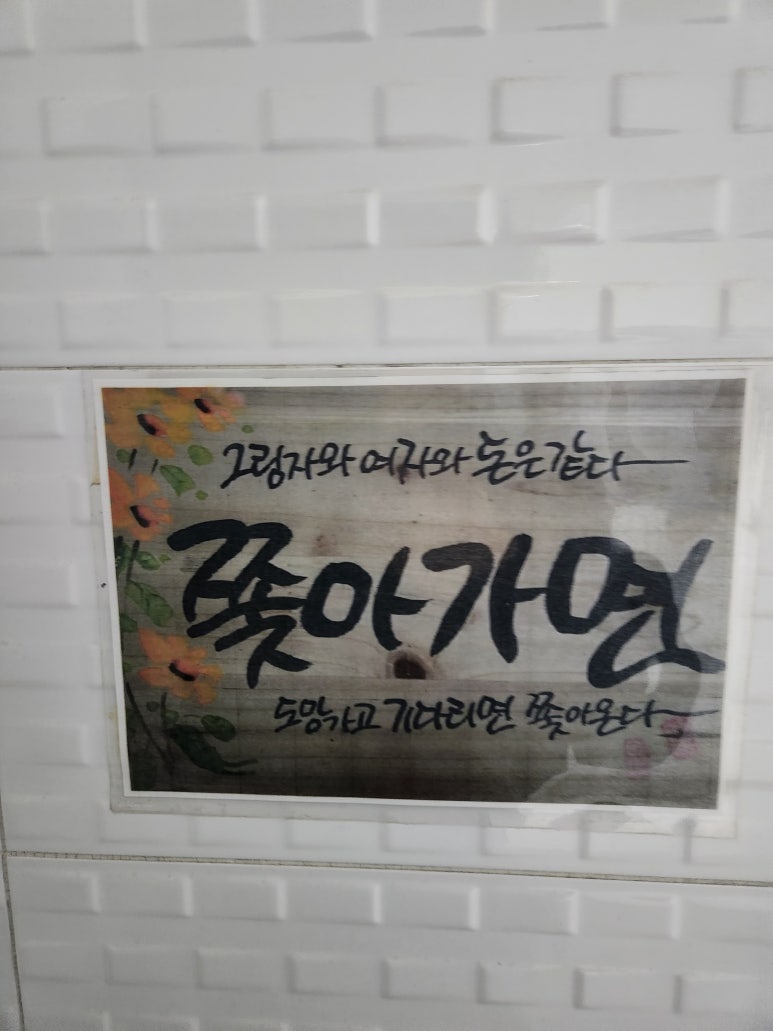 그림자와 여자와 돈은 같다
쫓아가면
도망가고 기다리면 쫓아온다